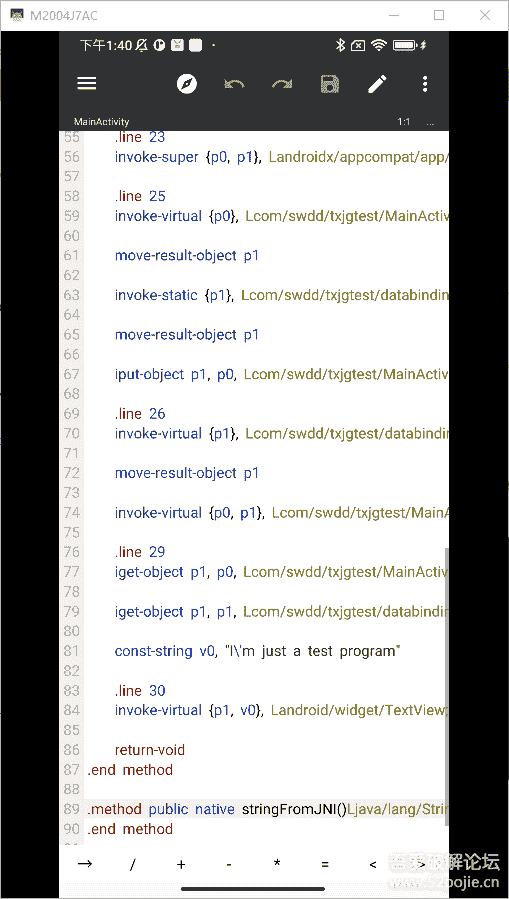 M2004J7AC
下午1:40
MainActivity
1:1 ...
55
.line 23
56 invoke-super {p0, p1}, Landroidx/appcompat/app/
57
58 .line 25
59 invoke-virtual {p0}, Lcom/swdd/txjgtest/MainActiv
60
61 move-result-object p1
62
63 invoke-static {p1}, Lcom/swdd/txjgtest/databindin
64
65 move-result-object p1
66
67 iput-object p1, p0, Lcom/swdd/txjgtest/MainActiv
68
69 .line 26
70 invoke-virtual {p1}, Lcom/swdd/txjgtest/databindin
71
72 move-result-object p1
73
74 invoke-virtual {p0, p1}, Lcom/swdd/txjgtest/MainA
75
76 .line 29
77 iget-object p1, p0, Lcom/swdd/txjgtest/MainActiv
78
79 iget-object p1, p1, Lcom/swdd/txjgtest/databindin
80
81 const-string v0, "I\'m just a test program"
82
83 .line 30
84 invoke-virtual {p1, v0}, Landroid/widget/TextView;
85
86 return-void
87 .end method
88
89 .method public native stringFromJNI()Ljava/lang/Strin
90 .end method
→ / + - * = < >
吾爱破解论坛
www.52pojie.cn